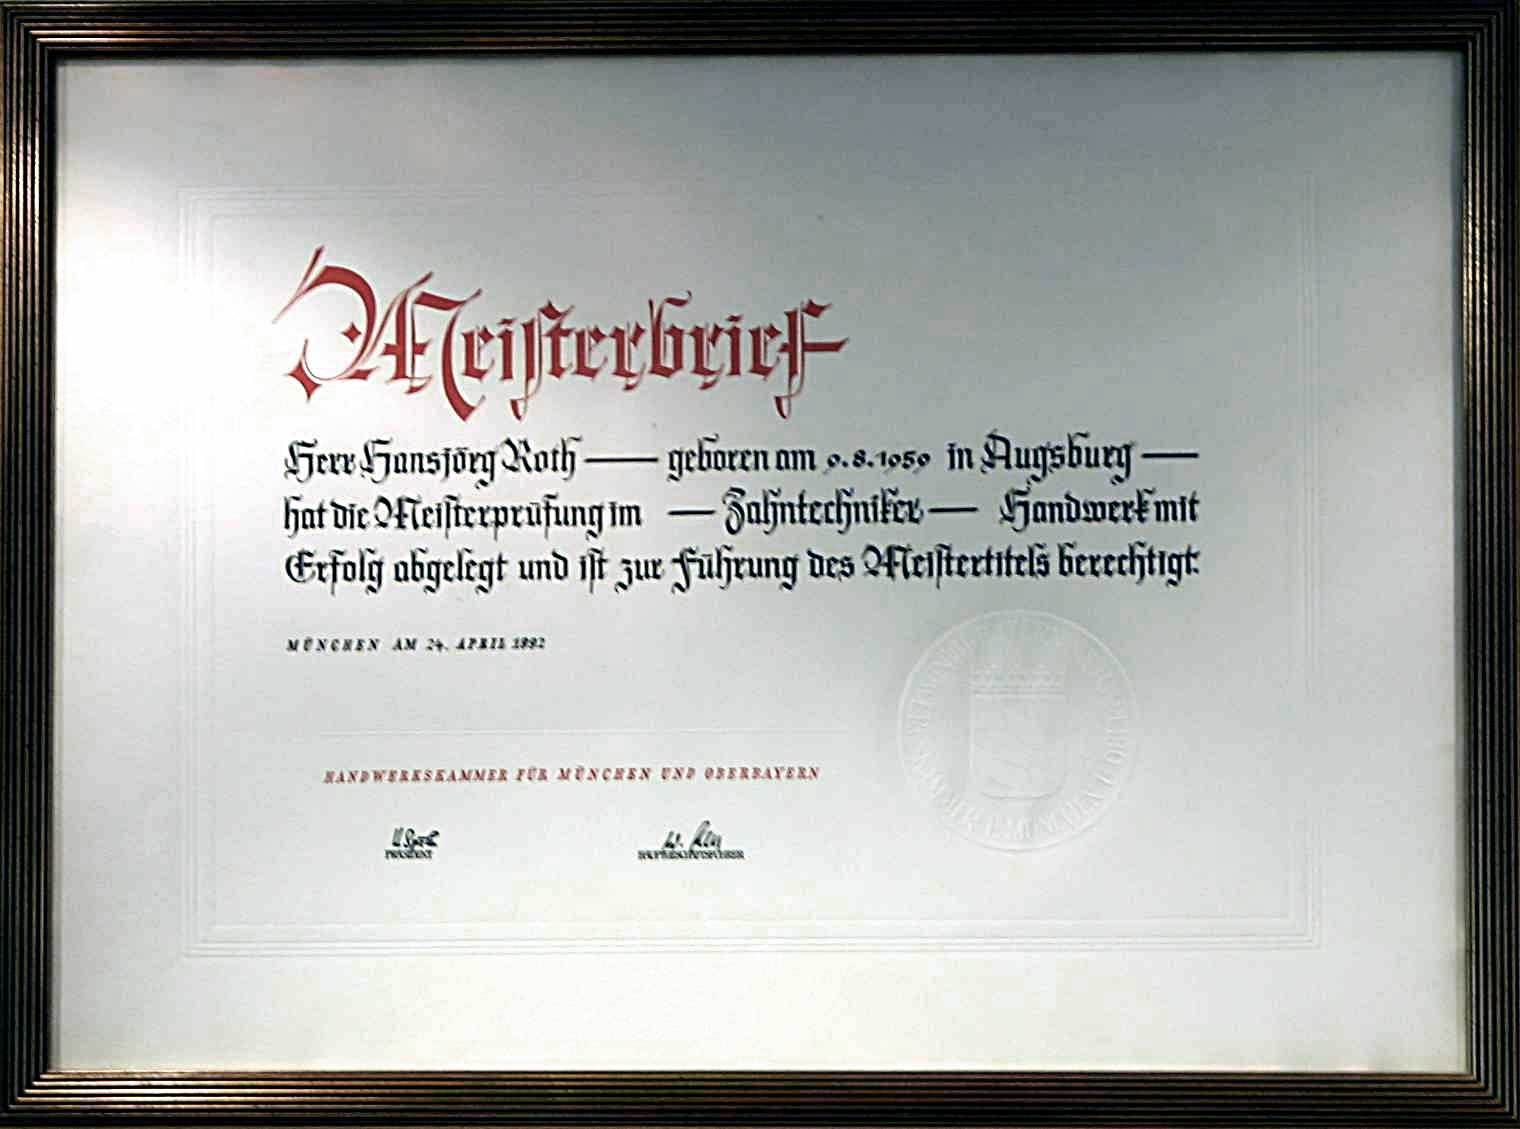 Meisterbrief
Herr Hansjörg Roth — geboren am 9.8.1959 in Augsburg —
hat die Meisterprüfung im — Zahntechniker — Handwerk mit
Erfolg abgelegt und ist zur Führung des Meistertitels berechtigt.
MÜNCHEN AM 24. APRIL 1992
HANDWERKSKAMMER FÜR MÜNCHEN UND OBERBAYERN
PRÄSIDENT HAUPTGESCHÄFTSFÜHRER